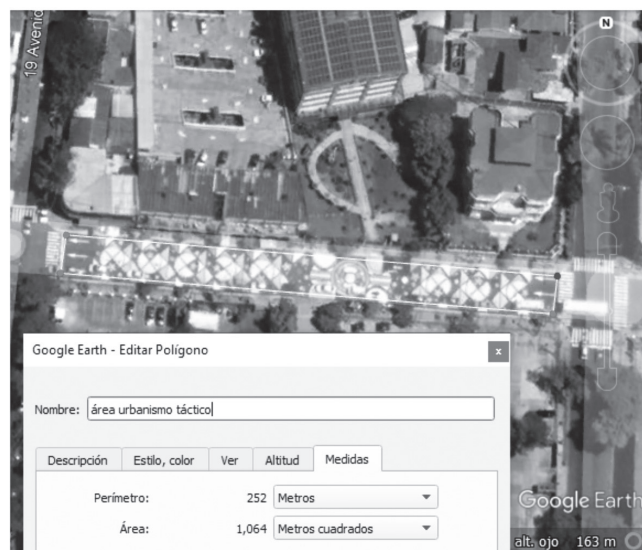 N
19 Avenid
Google Earth - Editar Polígono x
Nombre: área urbanismo táctico
Descripción Estilo, color Ver Altitud Medidas
Perímetro: 252 Metros
Área: 1,064 Metros cuadrados
Google Earth
alt. ojo 163 m